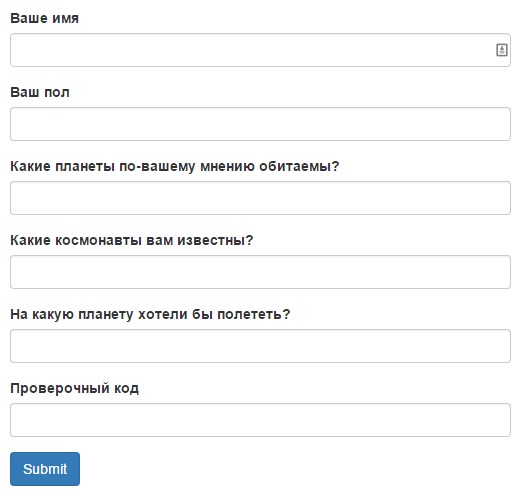 Ваше имя
Ваш пол
Какие планеты по-вашему мнению обитаемы?
Какие космонавты вам известны?
На какую планету хотели бы полететь?
Проверочный код
Submit